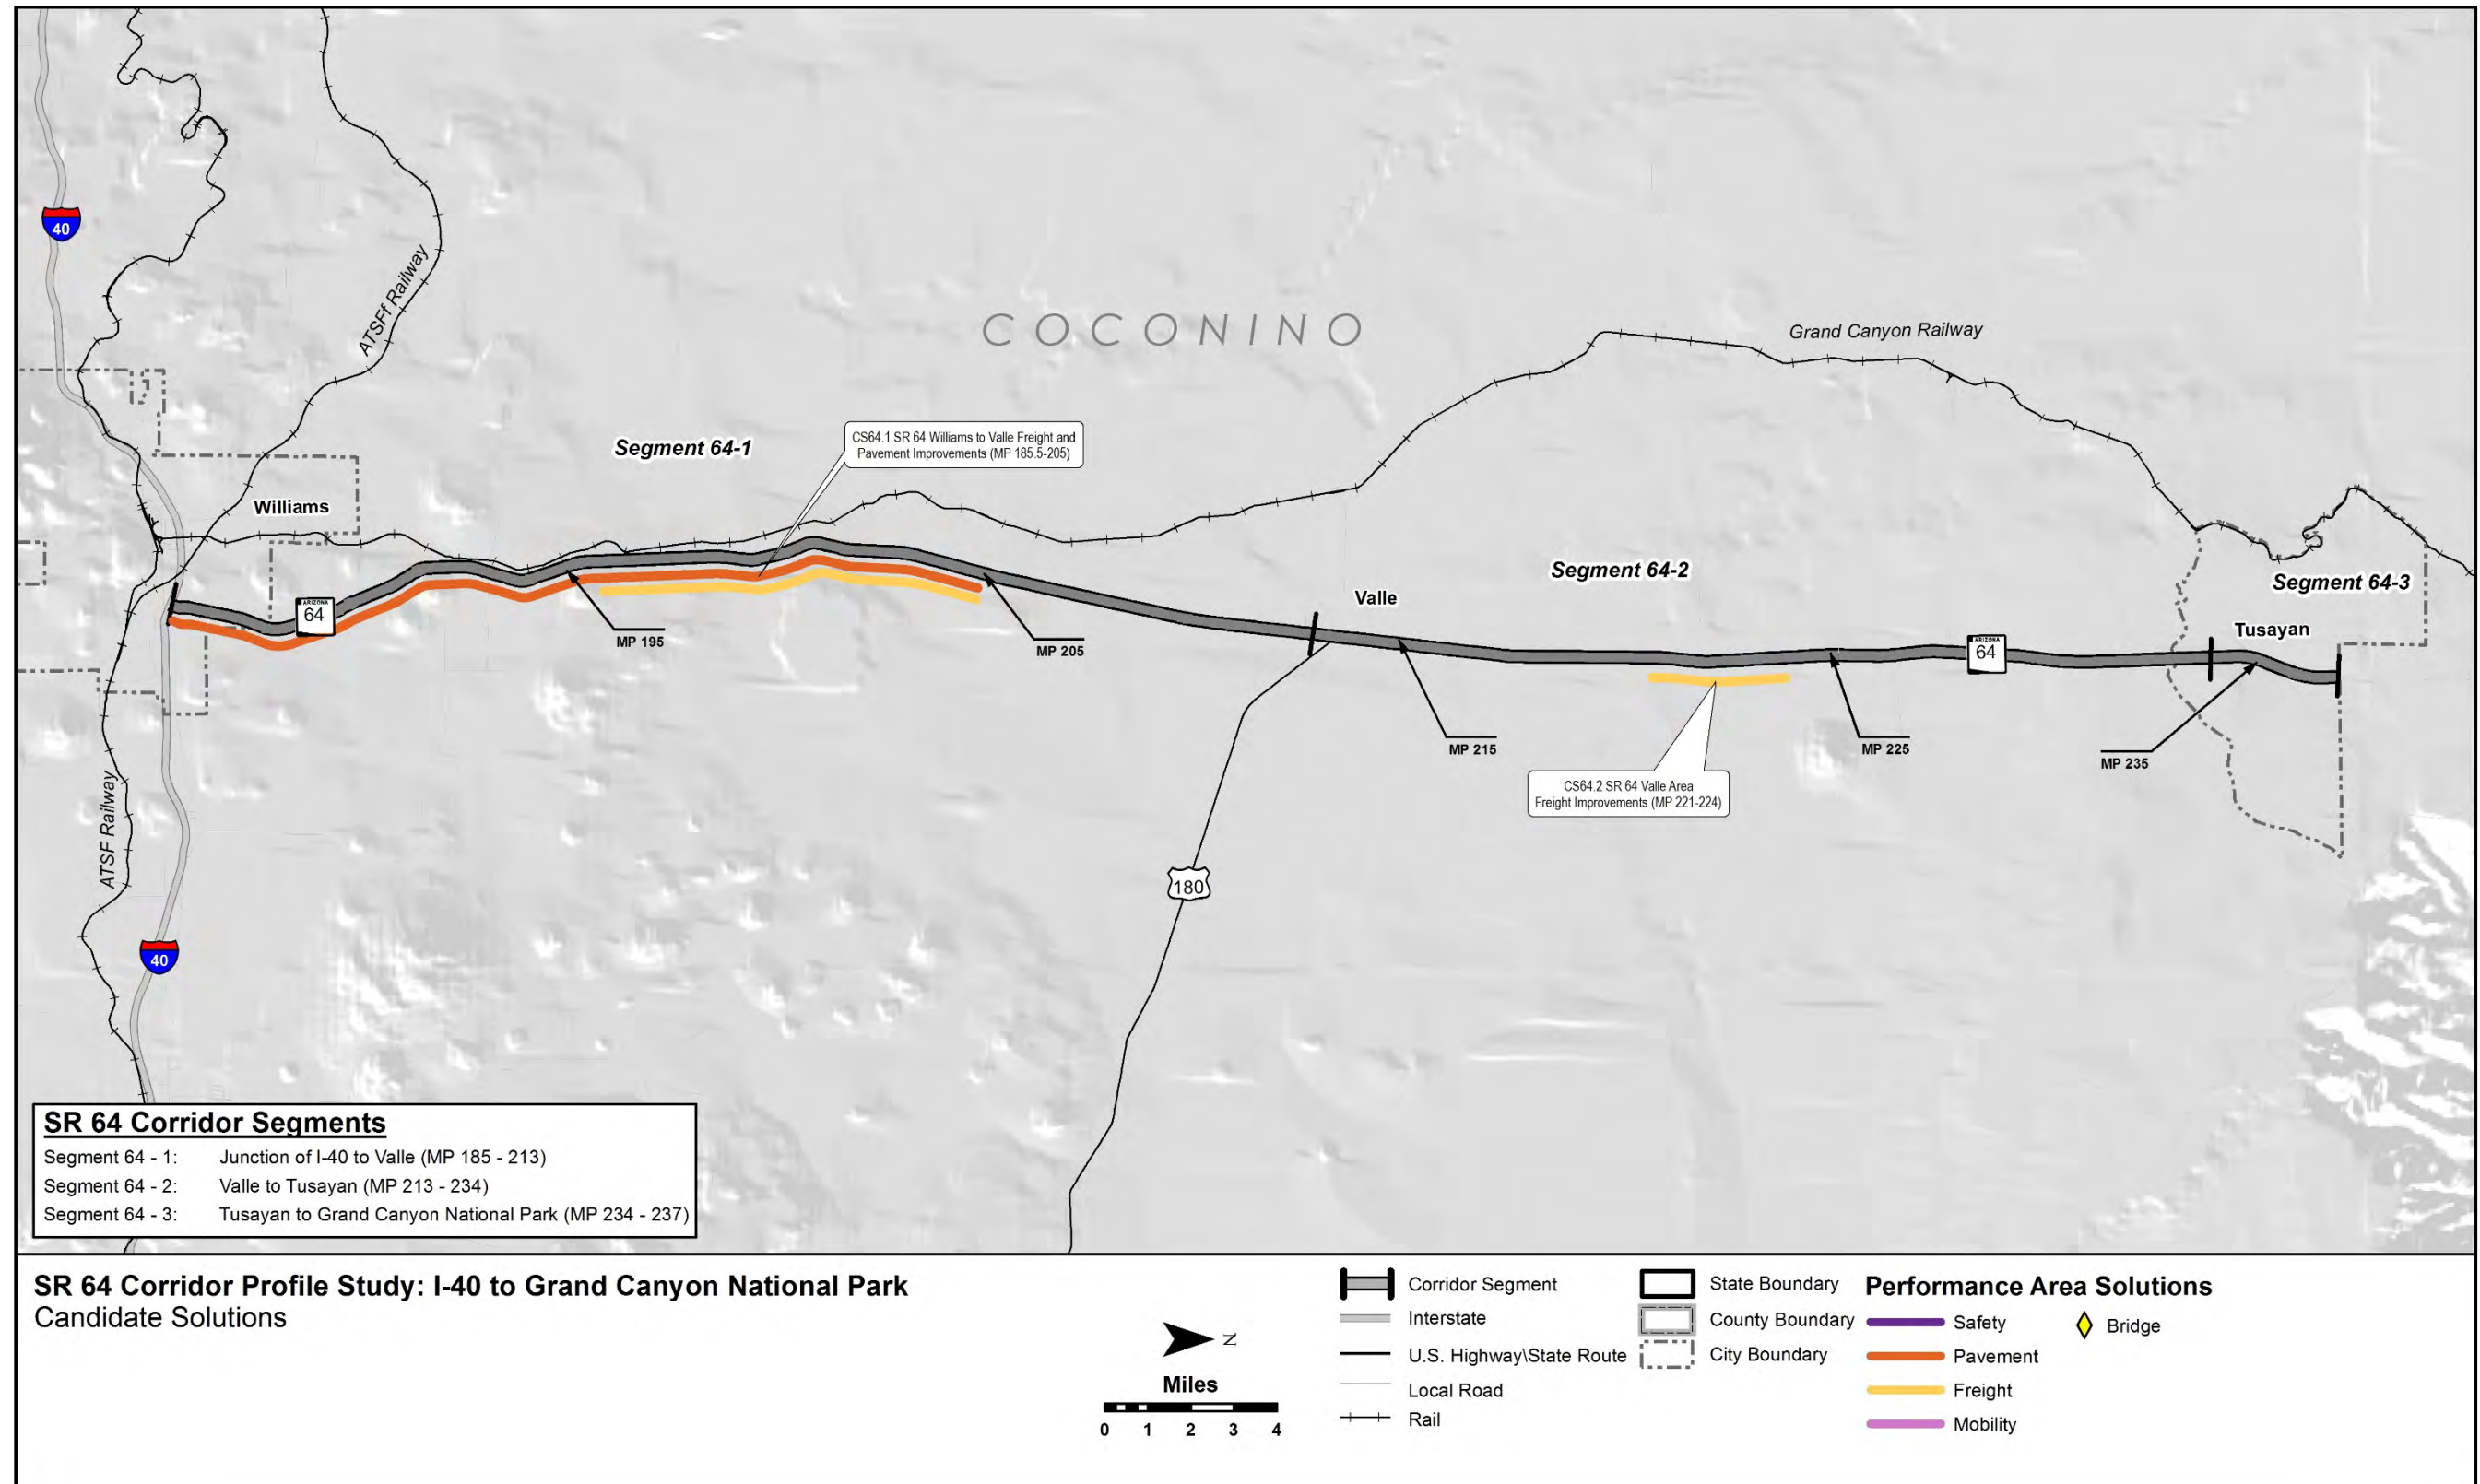 40
ATSFf Railway
COCONINO
Grand Canyon Railway
CS64.1 SR 64 Williams to Valle Freight and
Pavement Improvements (MP 185.5-205)
Segment 64-1
Williams
Segment 64-2
Segment 64-3
Valle
ARIZONA
64
MP 195
MP 205
Tusayan
ARIZONA
64
MP 215
MP 225
MP 235
CS64.2 SR 64 Valle Area
Freight Improvements (MP 221-224)
ATSF Railway
180
40
SR 64 Corridor Segments
Segment 64 - 1: Junction of I-40 to Valle (MP 185 - 213)
Segment 64 - 2: Valle to Tusayan (MP 213 - 234)
Segment 64 - 3: Tusayan to Grand Canyon National Park (MP 234 - 237)
SR 64 Corridor Profile Study: I-40 to Grand Canyon National Park
Candidate Solutions
N
Miles
0 1 2 3 4
Corridor Segment
Interstate
U.S. Highway\State Route
Local Road
Rail
State Boundary
County Boundary
City Boundary
Performance Area Solutions
Safety
Pavement
Freight
Mobility
Bridge